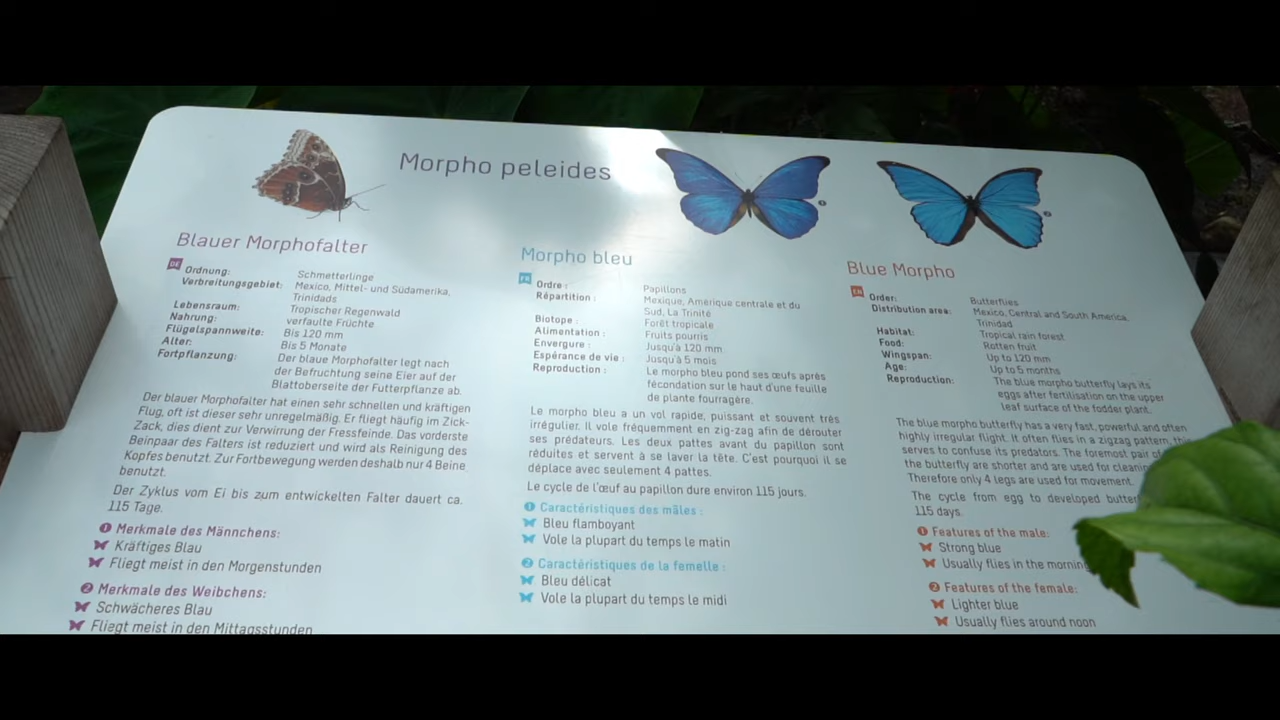 Morpho peleides
Blauer Morphofalter
DE
Ordnung: Schmetterlinge
Verbreitungsgebiet: Mexico, Mittel- und Südamerika,
Trinidads
Lebensraum: Tropischer Regenwald
Nahrung: verfaulte Früchte
Flügelspannweite: Bis 120 mm
Alter: Bis 5 Monate
Fortpflanzung: Der blaue Morphofalter legt nach
der Befruchtung seine Eier auf der
Blattoberseite der Futterpflanze ab.
Der blaue Morphofalter hat einen sehr schnellen und kräftigen
Flug, oft ist dieser sehr unregelmäßig. Er fliegt häufig im Zick-
Zack, dies dient zur Verwirrung der Fressfeinde. Das vorderste
Beinpaar des Falters ist reduziert und wird als Reinigung des
Kopfes benutzt. Zur Fortbewegung werden deshalb nur 4 Beine
benutzt.
Der Zyklus vom Ei bis zum entwickelten Falter dauert ca.
115 Tage.
1 Merkmale des Männchens:
Kräftiges Blau
Fliegt meist in den Morgenstunden
2 Merkmale des Weibchens:
Schwächeres Blau
Fliegt meist in den Mittagsstunden
Morpho bleu
FR
Ordre : Papillons
Répartition : Mexique, Amérique centrale et du
Sud, La Trinité
Biotope : Forêt tropicale
Alimentation : Fruits pourris
Envergure : Jusqu'à 120 mm
Espérance de vie : Jusqu'à 5 mois
Reproduction : Le morpho bleu pond ses œufs après
fécondation sur le haut d'une feuille
de plante fourragère.
Le morpho bleu a un vol rapide, puissant et souvent très
irrégulier. Il vole fréquement en zig-zag afin de dérouter
ses prédateurs. Les deux pattes avant du papillon sont
réduites et servent à se laver la tête. C'est pourquoi il se
déplace avec seulement 4 pattes.
Le cycle de l'œuf au papillon dure environ 115 jours.
1 Caractéristiques des mâles :
Bleu flamboyant
Vole la plupart du temps le matin
2 Caractéristiques de la femelle :
Bleu délicat
Vole la plupart du temps le midi
Blue Morpho
EN
Order: Butterflies
Distribution area: Mexico, Central and South America,
Trinidad
Habitat: Tropical rain forest
Food: Rotten fruit
Wingspan: Up to 120 mm
Age: Up to 5 months
Reproduction: The blue morpho butterfly lays its
eggs after fertilisation on the upper
leaf surface of the fodder plant.
The blue morpho butterfly has a very fast, powerful and often
highly irregular flight. It often flies in a zigzag pattern, this
serves to confuse its predators. The foremost pair of
the butterfly are shorter and are used for cleaning
Therefore only 4 legs are used for movement.
The cycle from egg to developed
115 days.
1 Features of the male:
Strong blue
Usually flies in the morning
2 Features of the female:
Lighter blue
Usually flies around noon